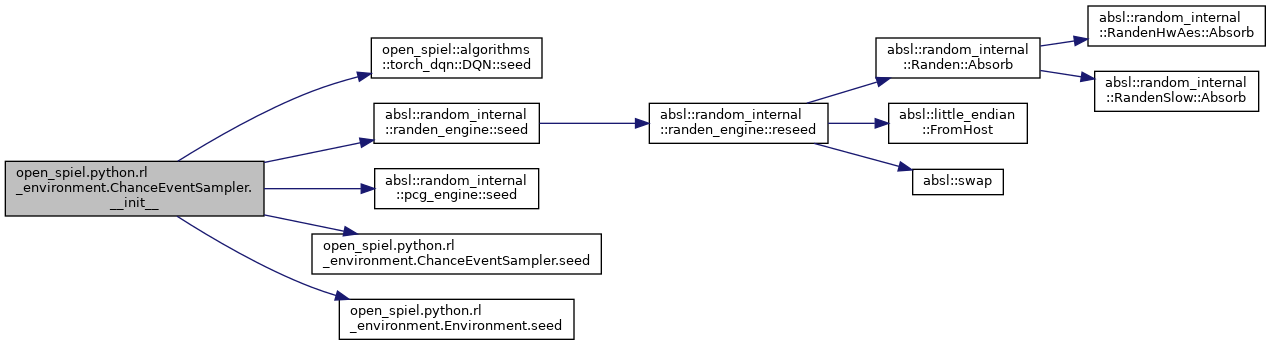 open_spiel.python.rl
_environment.ChanceEventSampler.
__init__
open_spiel::algorithms
::torch_dqn::DQN::seed
absl::random_internal
::randen_engine::seed
absl::random_internal
::pcg_engine::seed
open_spiel.python.rl
_environment.ChanceEventSampler.seed
open_spiel.python.rl
_environment.Environment.seed
absl::random_internal
::randen_engine::reseed
absl::random_internal
::Randen::Absorb
absl::little_endian
::FromHost
absl::swap
absl::random_internal
::RandenHwAes::Absorb
absl::random_internal
::RandenSlow::Absorb